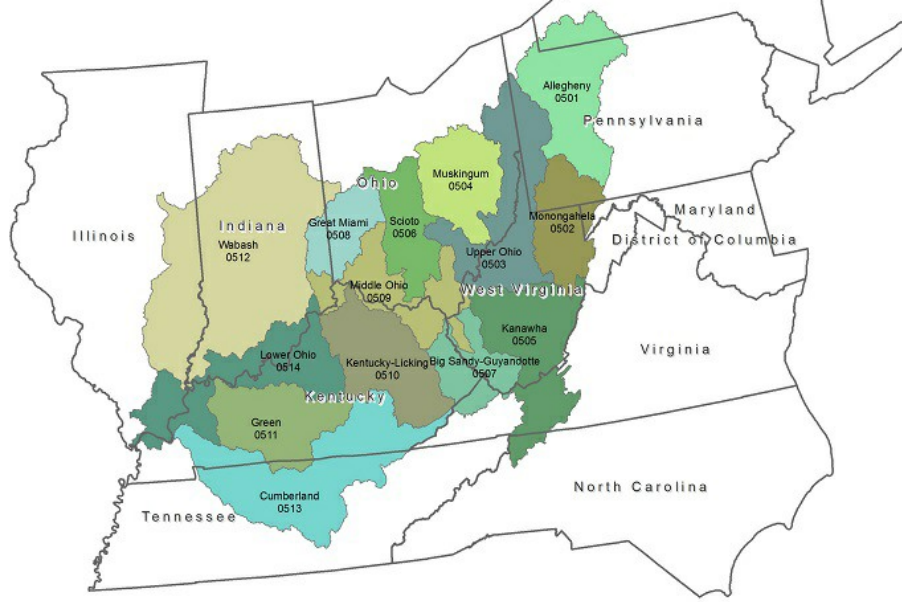 Allegheny
0501
Pennsylvania
Muskingum
0504
Ohio
Maryland
Monongahela
0502
Indiana
Great Miami
0508
Scioto
0506
Illinois
Wabash
0512
District of Columbia
Upper Ohio
0503
Middle Ohio
0509
West Virginia
Kanawha
0505
Virginia
Lower Ohio
0514
Kentucky-Licking
0510
Big Sandy-Guyandotte
0507
Kentucky
Green
0511
North Carolina
Cumberland
0513
Tennessee